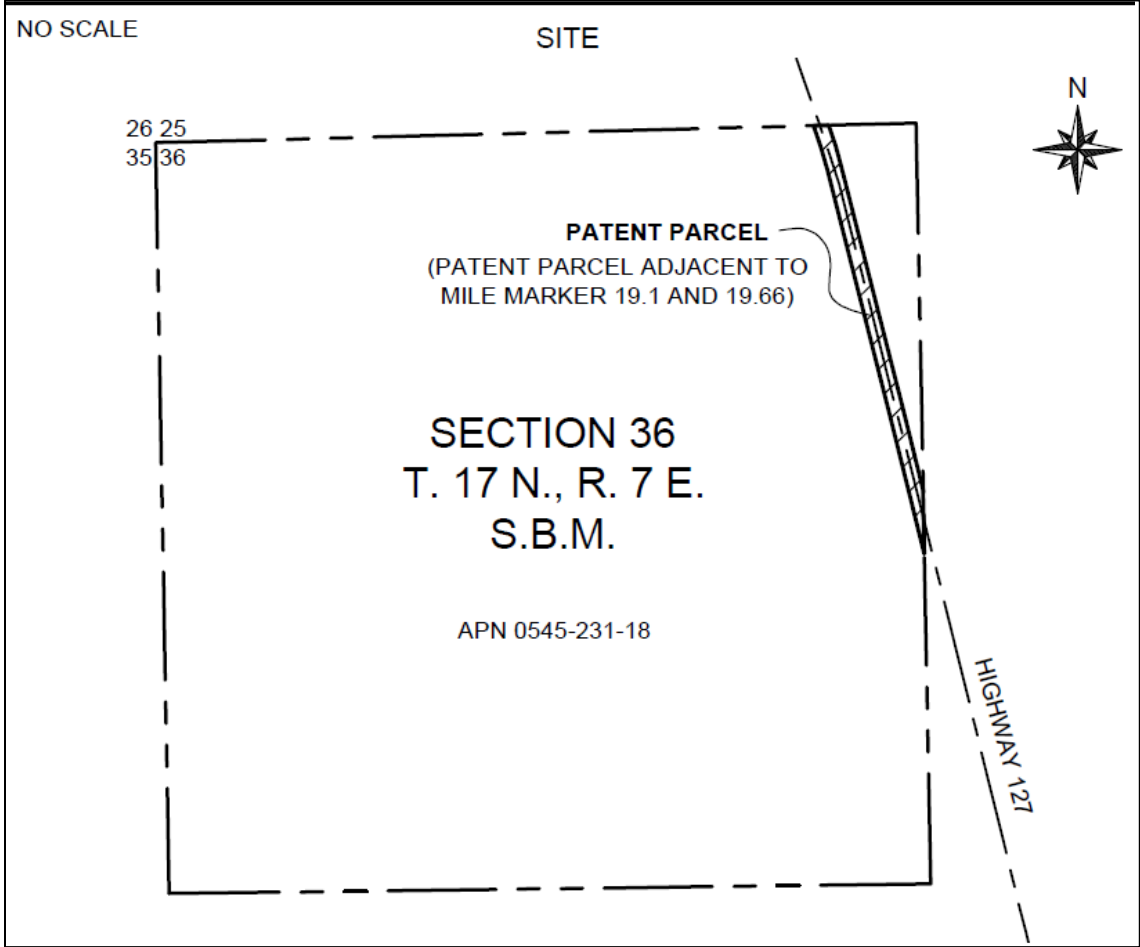 NO SCALE
SITE
N
26 25
35 36
PATENT PARCEL
(PATENT PARCEL ADJACENT TO
MILE MARKER 19.1 AND 19.66)
SECTION 36
T. 17 N., R. 7 E.
S.B.M.
APN 0545-231-18
HIGHWAY 127